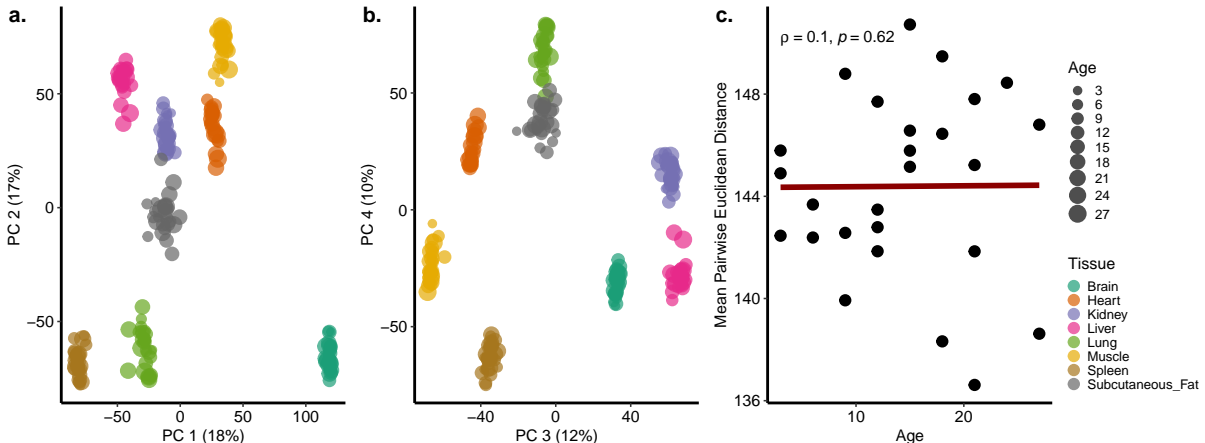 a.
50
0
−50
PC 2 (17%)
−50
0
50
100
PC 1 (18%)
b.
50
0
−50
PC 4 (10%)
−40
0
40
PC 3 (12%)
c.
ρ = 0.1, p = 0.62
148
144
140
136
Mean Pairwise Euclidean Distance
10
20
Age
Age
3
6
9
12
15
18
21
24
27
Tissue
Brain
Heart
Kidney
Liver
Lung
Muscle
Spleen
Subcutaneous_Fat